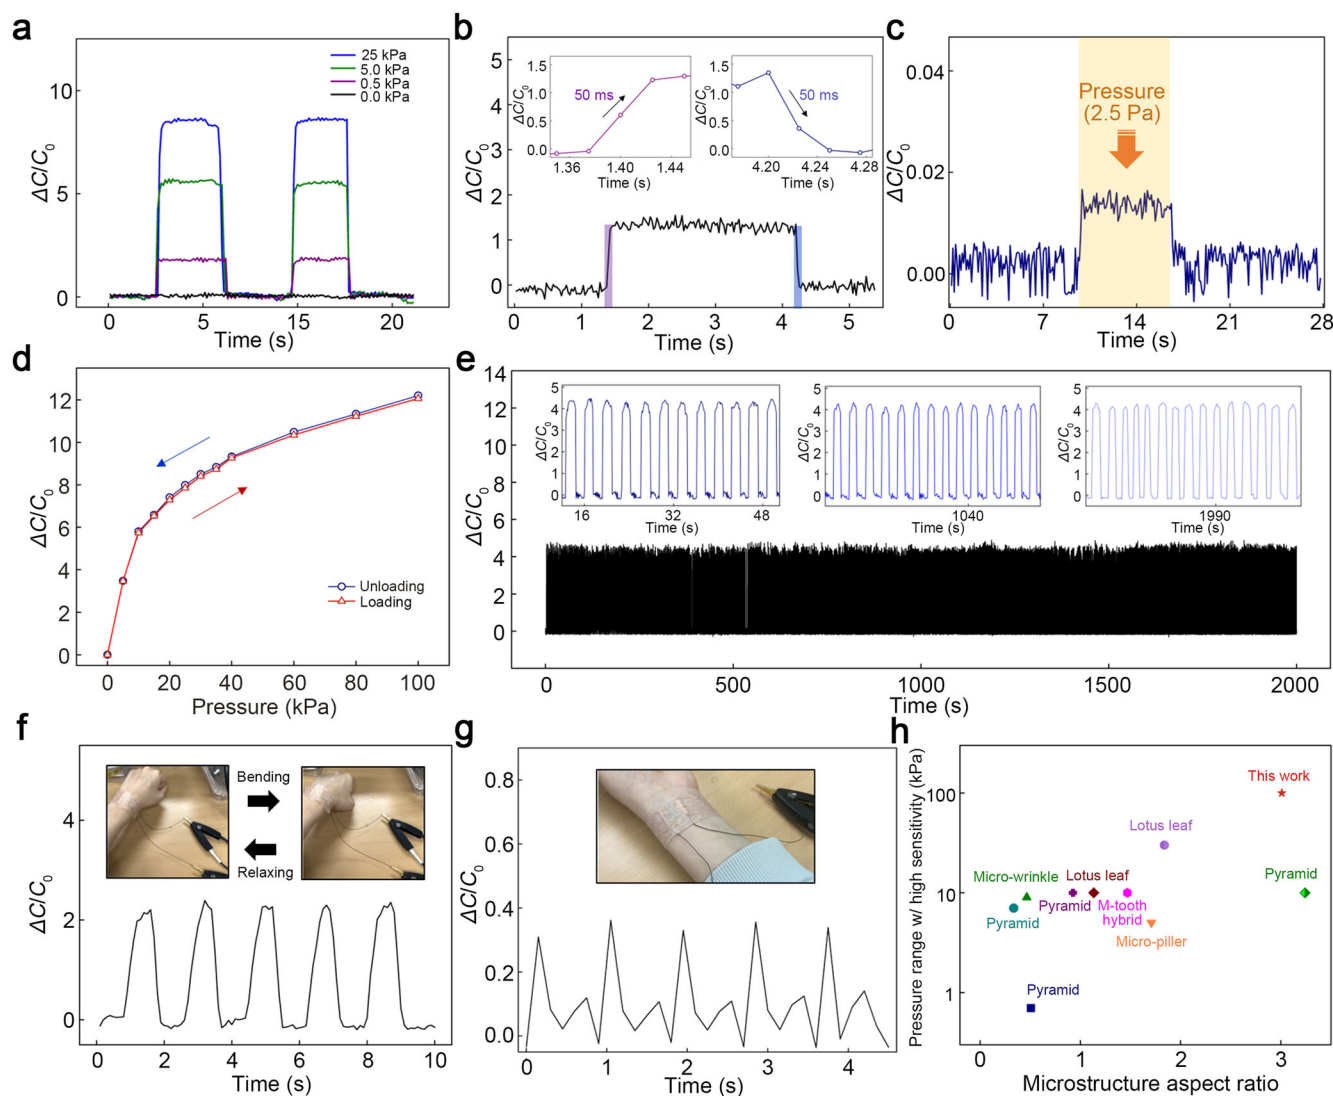 a
10
5
0
ΔC/C0
25 kPa
5.0 kPa
0.5 kPa
0.0 kPa
0 5 15 20
Time (s)
b
5
4
3
2
1
0
ΔC/C0
1.5
1.0
0.5
0.0
ΔC/C0
50 ms
1.36 1.40 1.44
Time (s)
1.5
1.0
0.5
0.0
ΔC/C0
50 ms
4.20 4.24 4.28
Time (s)
0 1 2 3 4 5
Time (s)
c
0.04
0.02
0.00
ΔC/C0
Pressure
(2.5 Pa)
0 7 14 21 28
Time (s)
d
12
10
8
6
4
2
0
ΔC/C0
Unloading
Loading
0 20 40 60 80 100
Pressure (kPa)
e
14
12
10
8
6
4
2
0
ΔC/C0
5
4
3
2
1
0
ΔC/C0
16 32 48
Time (s)
5
4
3
2
1
0
ΔC/C0
1040
Time (s)
5
4
3
2
1
0
ΔC/C0
1990
Time (s)
0 500 1000 1500 2000
Time (s)
f
4
2
0
ΔC/C0
Bending
Relaxing
0 2 4 6 8 10
Time (s)
g
0.8
0.6
0.4
0.2
0.0
ΔC/C0
0 1 2 3 4
Time (s)
h
Pressure range w/ high sensitivity (kPa)
100
10
1
This work
Lotus leaf
Micro-wrinkle
Lotus leaf
Pyramid
Pyramid
M-tooth
hybrid
Pyramid
Micro-piller
Pyramid
0 1 2 3
Microstructure aspect ratio